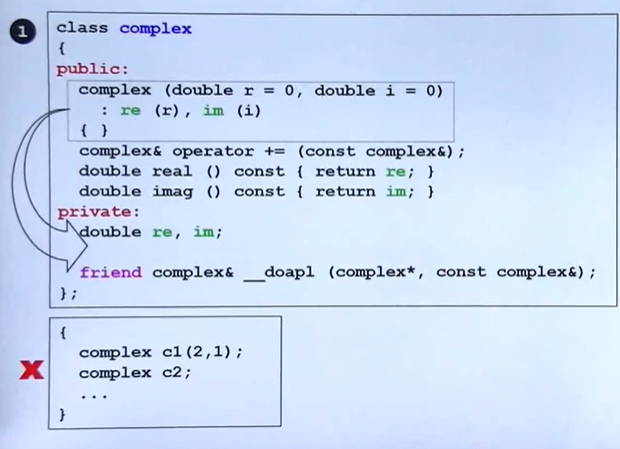 1
class complex
{
public:
complex (double r = 0, double i = 0)
: re (r), im (i)
{ }
complex& operator += (const complex&);
double real () const { return re; }
double imag () const { return im; }
private:
double re, im;
friend complex& __doapl (complex*, const complex&);
};
{
complex c1(2,1);
complex c2;
...
}